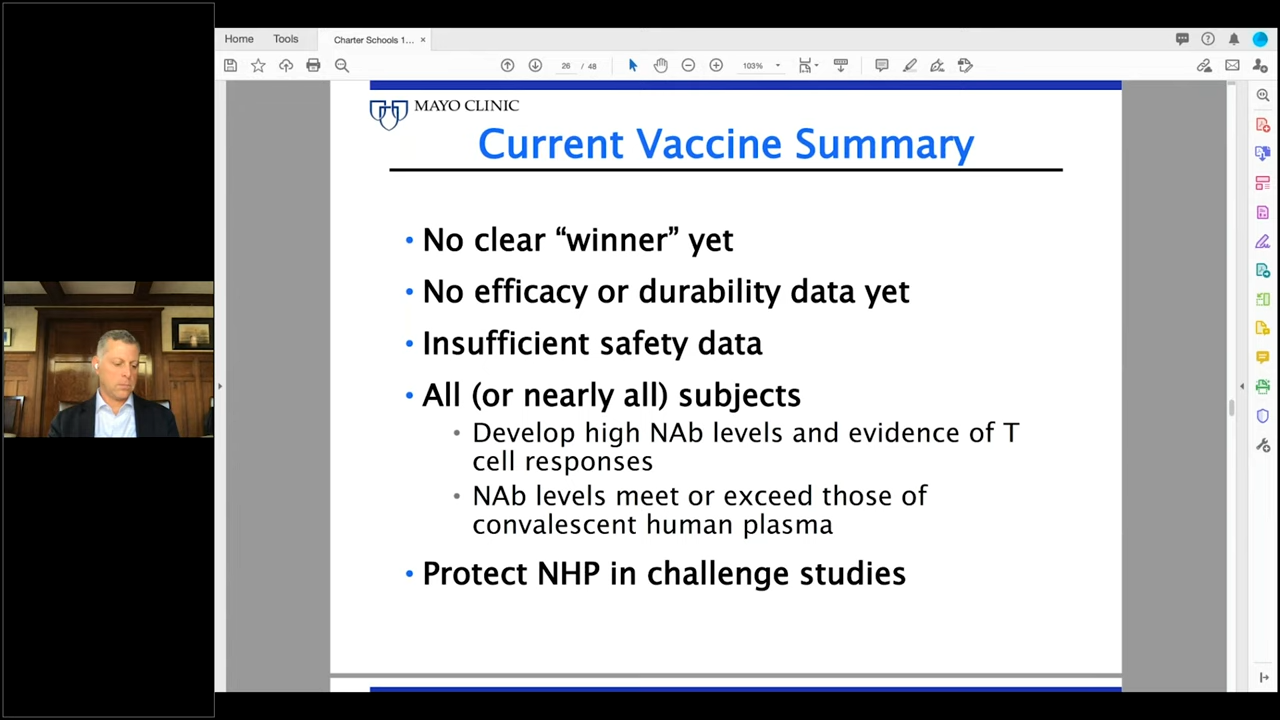 Home
Tools
Charter Schools 1... ×
26 / 48
103%
MAYO CLINIC
Current Vaccine Summary
• No clear “winner” yet
• No efficacy or durability data yet
• Insufficient safety data
• All (or nearly all) subjects
• Develop high NAb levels and evidence of T
cell responses
• NAb levels meet or exceed those of
convalescent human plasma
• Protect NHP in challenge studies